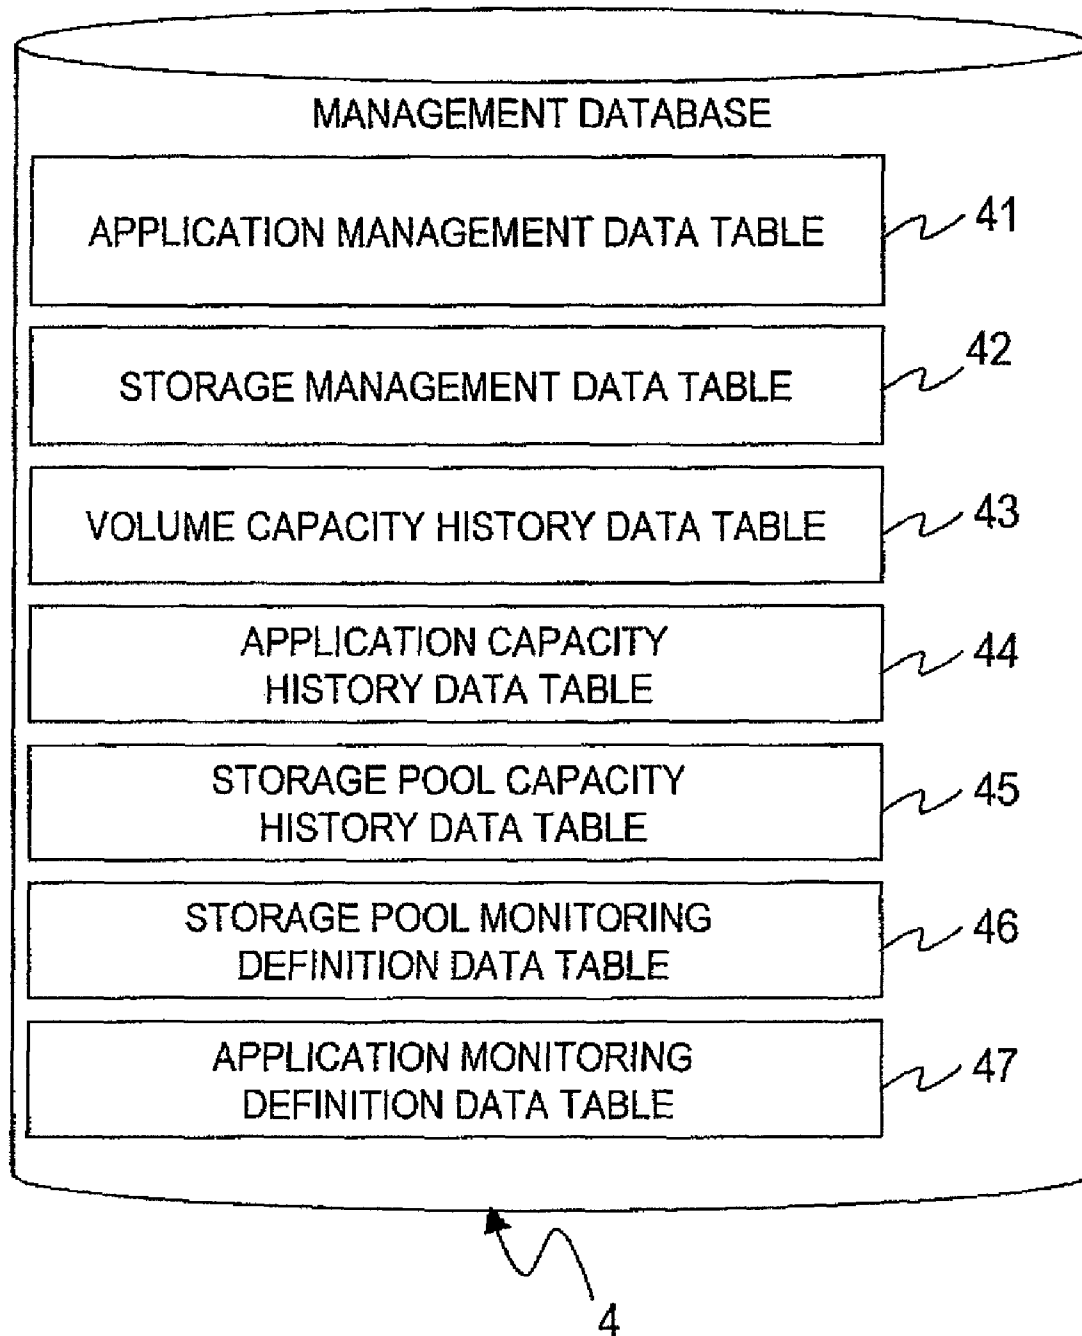 MANAGEMENT DATABASE
APPLICATION MANAGEMENT DATA TABLE
41
STORAGE MANAGEMENT DATA TABLE
42
VOLUME CAPACITY HISTORY DATA TABLE
43
APPLICATION CAPACITY
HISTORY DATA TABLE
44
STORAGE POOL CAPACITY
HISTORY DATA TABLE
45
STORAGE POOL MONITORING
DEFINITION DATA TABLE
46
APPLICATION MONITORING
DEFINITION DATA TABLE
47
4